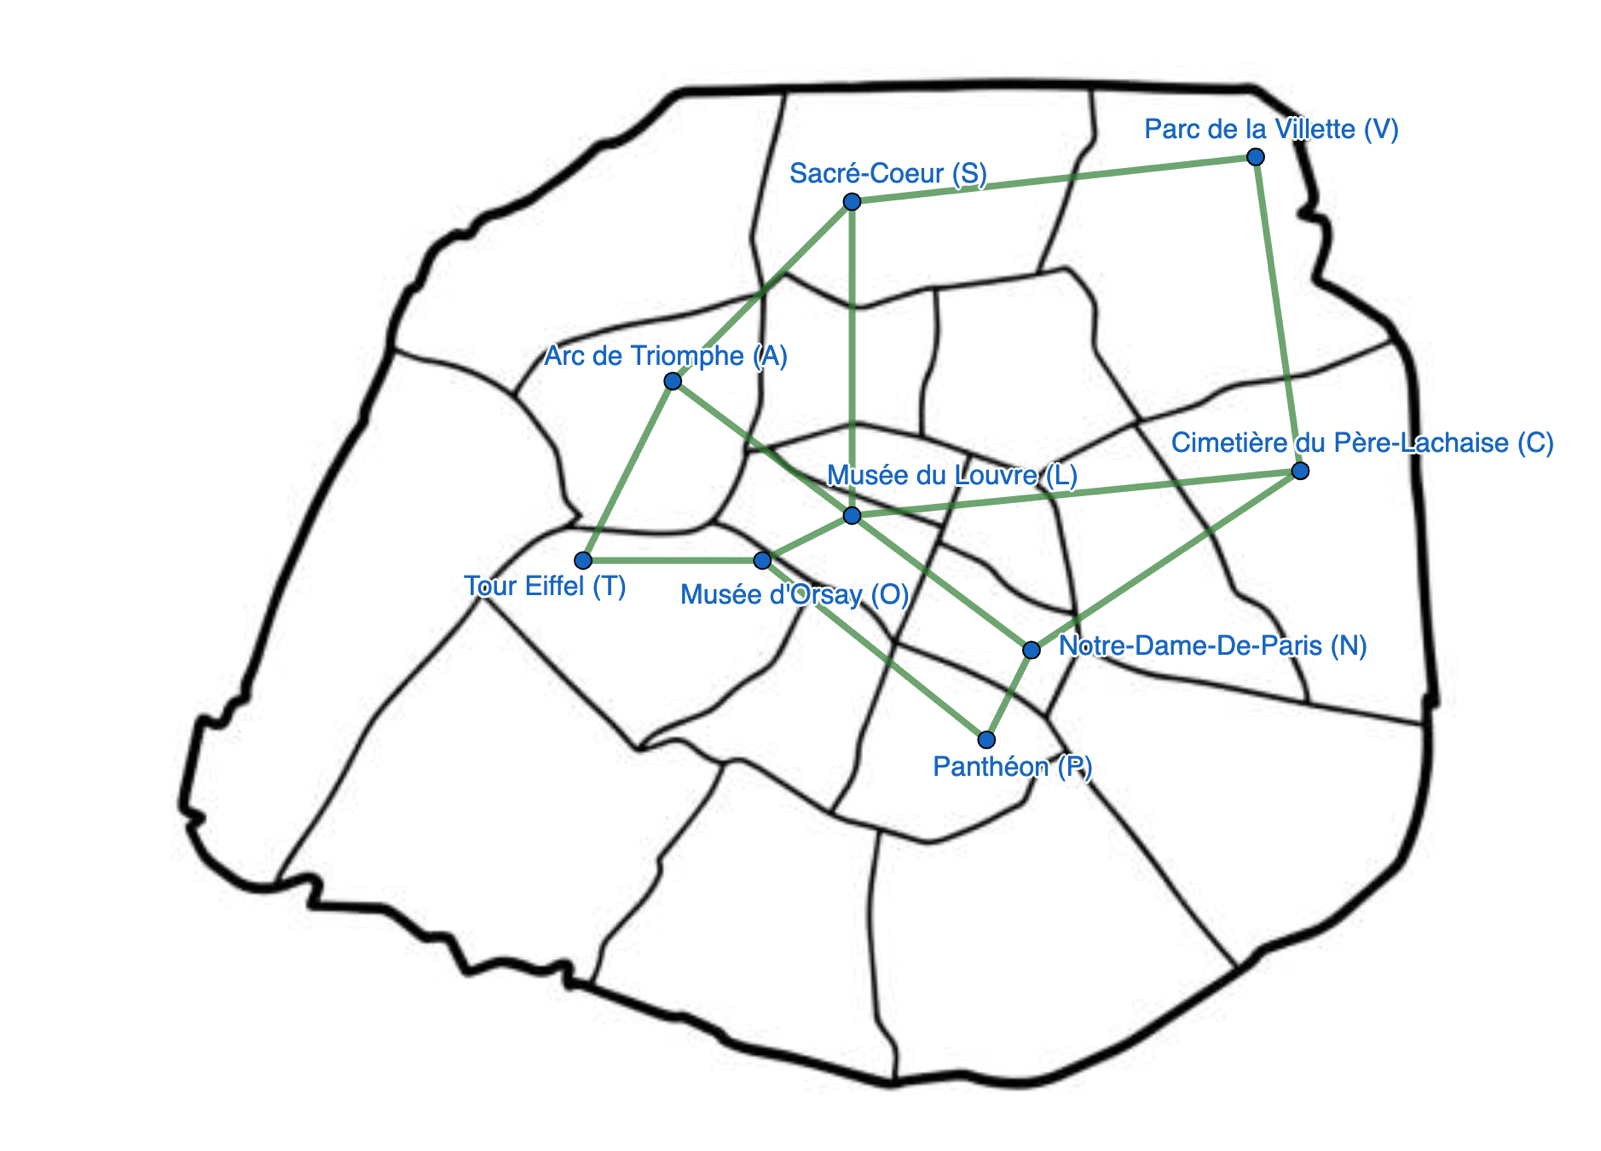 Parc de la Villette (V)
Sacré-Coeur (S)
Arc de Triomphe (A)
Cimetière du Père-Lachaise (C)
Musée du Louvre (L)
Tour Eiffel (T)
Musée d'Orsay (O)
Notre-Dame-De-Paris (N)
Panthéon (P)